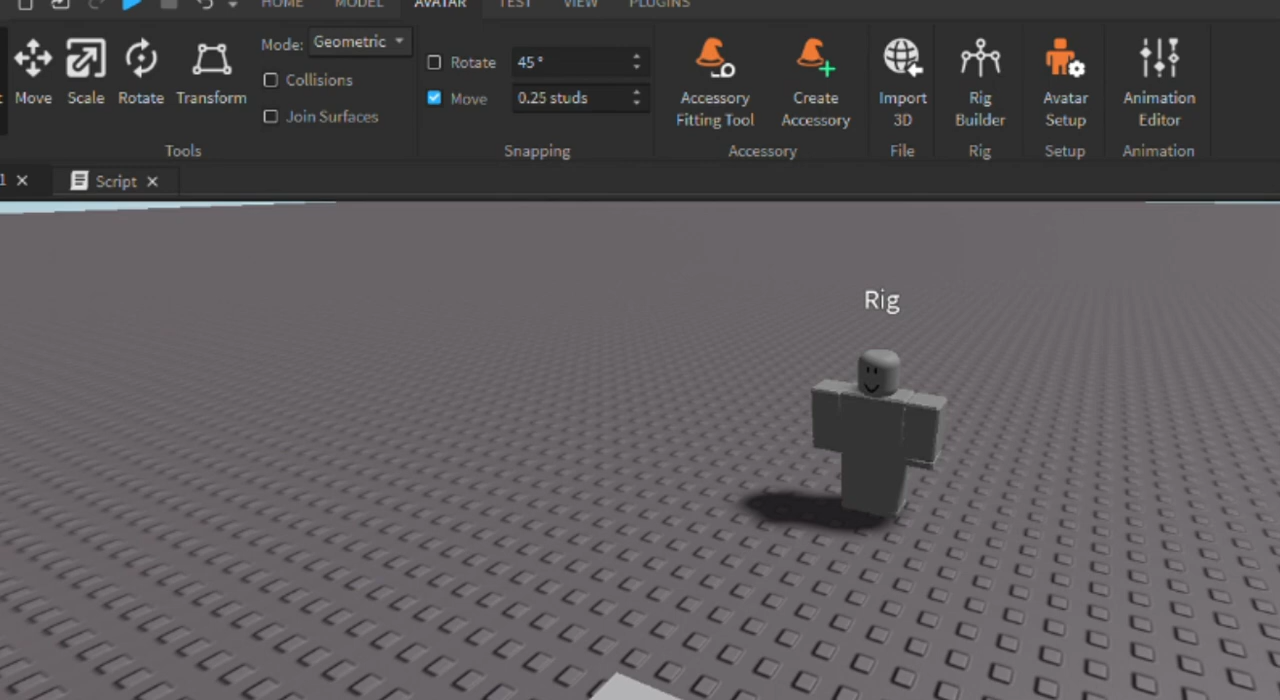 HOME MODEL AVATAR TEST VIEW PLUGINS
Mode: Geometric
Collisions
Join Surfaces
Move Scale Rotate Transform
Tools
Rotate 45°
Move 0.25 studs
Snapping
Accessory
Fitting Tool
Create
Accessory
Accessory
Import
3D
File
Rig
Builder
Rig
Avatar
Setup
Setup
Animation
Editor
Animation
1
Script
Rig